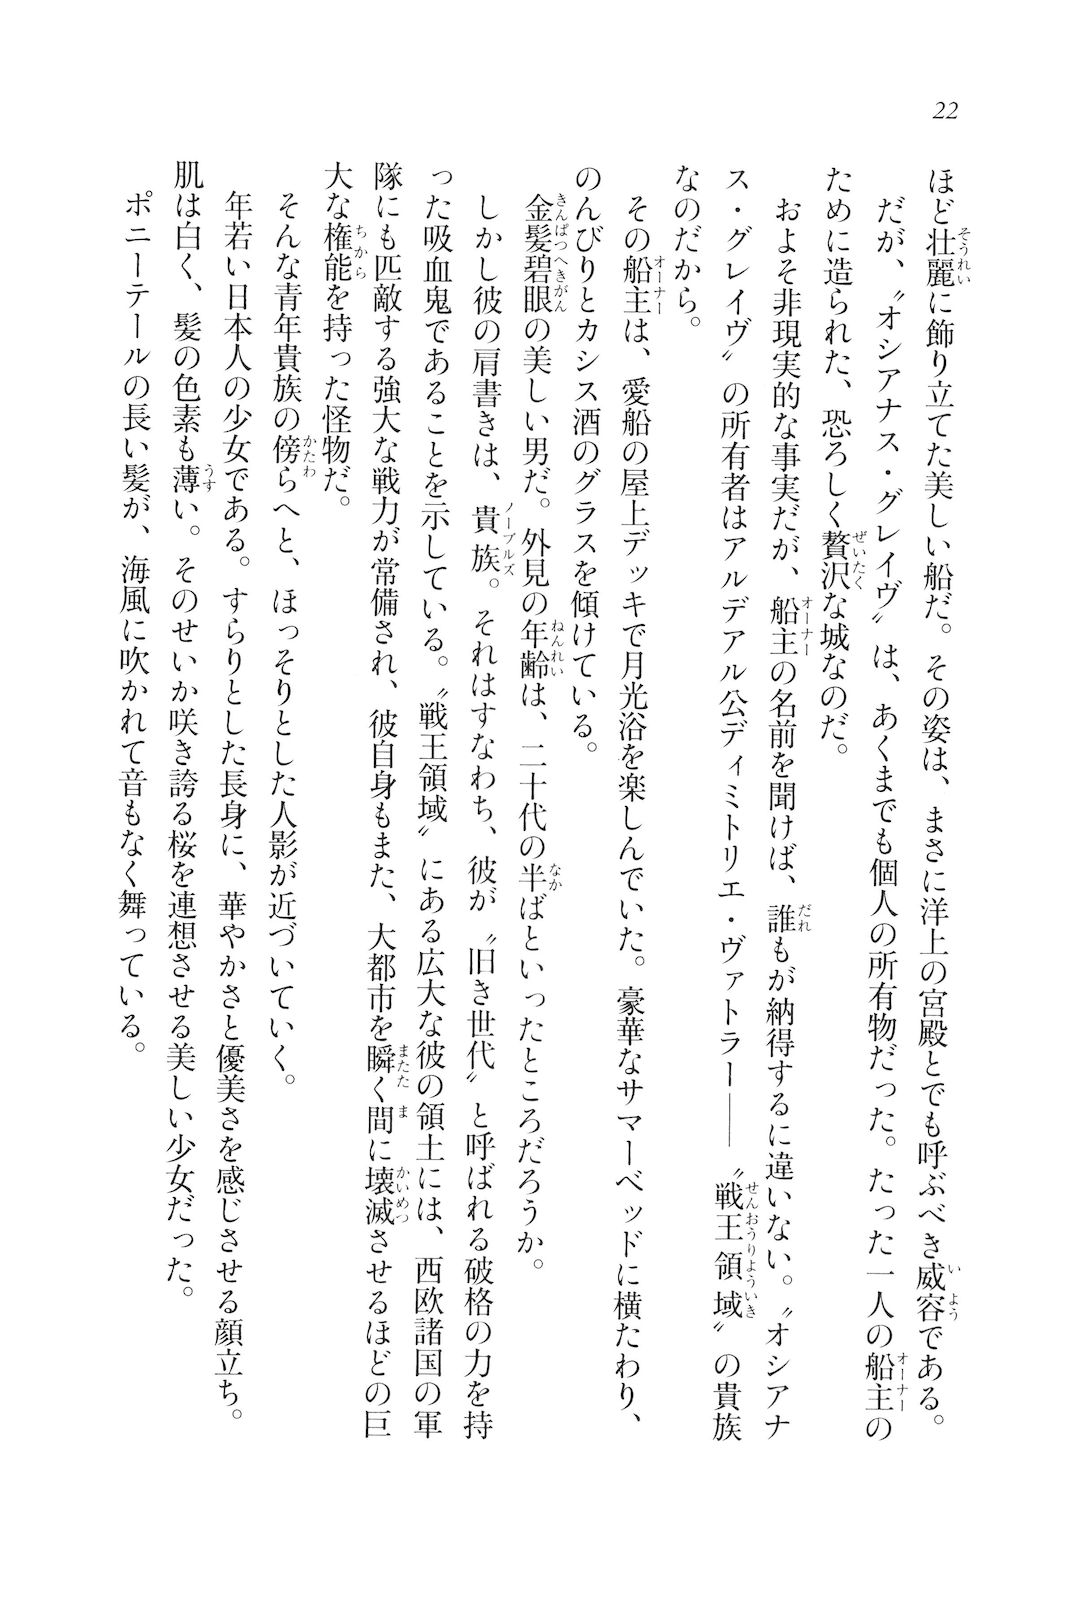 22
ほど壮麗に飾り立てた美しい船だ。その姿は、まさに洋上の宮殿とでも呼ぶべき威容である。
だが、〝オシアナス・グレイヴ〟は、あくまでも個人の所有物だった。たった一人の船主の
ために造られた、恐ろしく贅沢な城なのだ。
およそ非現実的な事実だが、船主の名前を聞けば、誰もが納得するに違いない。〝オシアナ
ス・グレイヴ〟の所有者はアルデアル公ディミトリエ・ヴァトラー――〝戦王領域〟の貴族
なのだから。
その船主は、愛船の屋上デッキで月光浴を楽しんでいた。豪華なサマーベッドに横たわり、
のんびりとカシス酒のグラスを傾けている。
金髪碧眼の美しい男だ。外見の年齢は、二十代の半ばといったところだろうか。
しかし彼の肩書きは、貴族。それはすなわち、彼が〝旧き世代〟と呼ばれる破格の力を持
った吸血鬼であることを示している。〝戦王領域〟にある広大な彼の領土には、西欧諸国の軍
隊にも匹敵する強大な戦力が常備され、彼自身もまた、大都市を瞬く間に壊滅させるほどの巨
大な権能を持った怪物だ。
そんな青年貴族の傍らへと、ほっそりとした人影が近づいていく。
年若い日本人の少女である。すらりとした長身に、華やかさと優美さを感じさせる顔立ち。
肌は白く、髪の色素も薄い。そのせいか咲き誇る桜を連想させる美しい少女だった。
ポニーテールの長い髪が、海風に吹かれて音もなく舞っている。